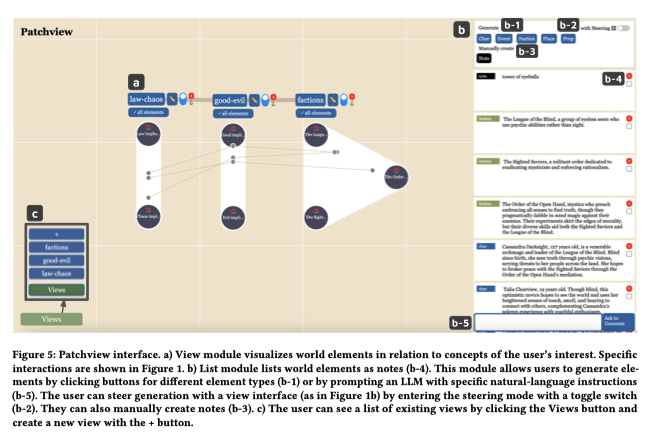 Patchview
b
Generate
b-1
b-2
with Steering
Char
Event
Faction
Place
Prop
Manually create
b-3
Note
a
law-chaos
good-evil
factions
✓all elements
✓all elements
✓all elements
Good impli...
The Order...
Evil impli...
The Sight...
tower of eyeballs
b-4
The League of the Blind, a group of eyeless seers who
use psychic abilities rather than sight.
The Sighted Saviors, a militant order dedicated to
eradicating mysticism and enforcing rationalism.
The Order of the Open Hand, mystics who preach
embracing all senses to find truth, though they
pragmatically dabble in mind magic against their
enemies. Their experiments skirt the edges of morality,
but their diverse skills aid both the Sighted Saviors and
the League of the Blind.
char
Cassandra Darksight, 127 years old, is a venerable
archmage and leader of the League of the Blind. Blind
since birth, she sees truth through psychic visions,
scrying threats to her people across the land. She hopes
to broker peace with the Sighted Saviors through the
Order of the Open Hand's mediation.
char
Talia Clearview, 19 years old. Though blind, this
optimistic novice hopes to see the world and uses her
heightened senses of touch, smell, and hearing to
connect with others, complementing Cassandra's
c
+
factions
good-evil
law-chaos
Views
Views
b-5
Ask to
Generate
Figure 5: Patchview interface. a) View module visualizes world elements in relation to concepts of the user's interest. Specific
interactions are shown in Figure 1. b) List module lists world elements as notes (b-4). This module allows users to generate ele-
ments by clicking buttons for different element types (b-1) or by prompting an LLM with specific natural-language instructions
(b-5). The user can steer generation with a view interface (as in Figure 1b) by entering the steering mode with a toggle switch
(b-2). They can also manually create notes (b-3). c) The user can see a list of existing views by clicking the Views button and
create a new view with the + button.